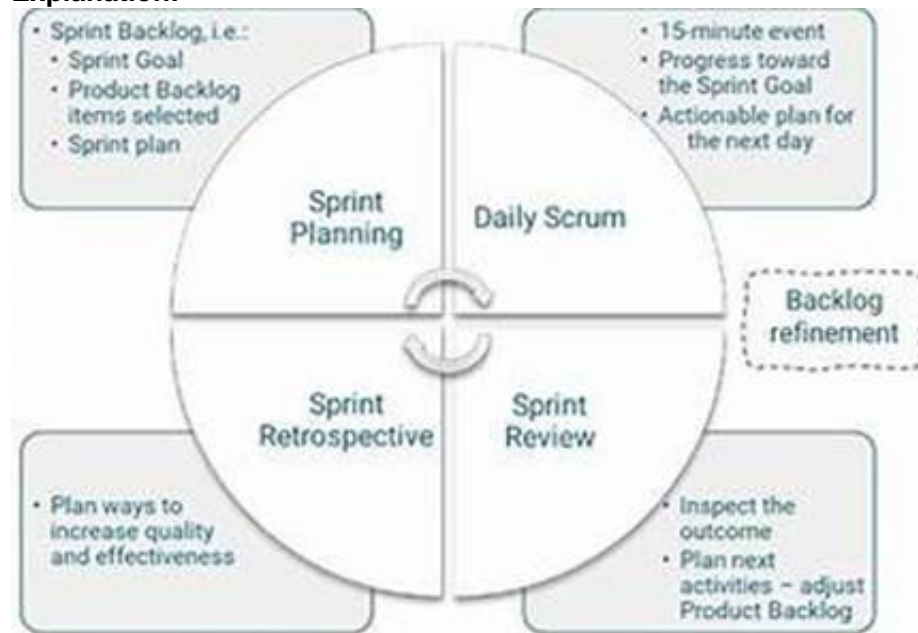 Explanation:
• Sprint Backlog, i.e.:
• Sprint Goal
• Product Backlog
items selected
• Sprint plan
• 15-minute event
• Progress toward
the Sprint Goal
• Actionable plan for
the next day
Sprint
Planning
Daily Scrum
Backlog
refinement
Sprint
Retrospective
Sprint
Review
• Plan ways to
increase quality
and effectiveness
• Inspect the
outcome
• Plan next
activities – adjust
Product Backlog